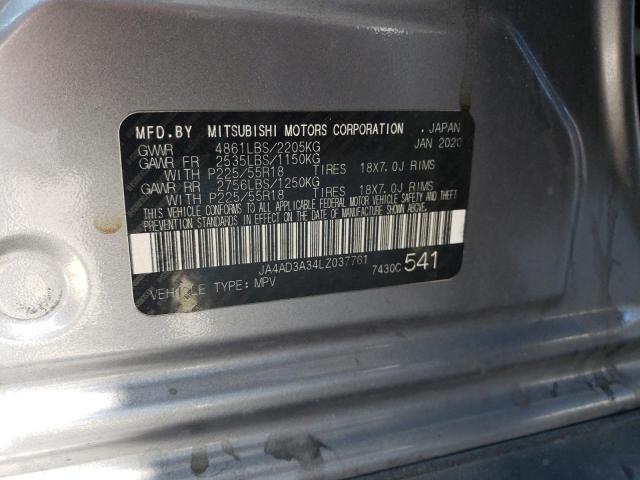 MFD.BY MITSUBISHI MOTORS CORPORATION . JAPAN
GVWR 4861LBS/2205KG JAN 2020
GAWR FR 2535LBS/1150KG
WITH P225/55R18 TIRES 18X7.0J RIMS
GAWR RR 2756LBS/1250KG
WITH P225/55R18 TIRES 18X7.0J RIMS
THIS VEHICLE CONFORMS TO ALL APPLICABLE FEDERAL MOTOR VEHICLE SAFETY AND THEFT
PREVENTION STANDARDS IN EFFECT ON THE DATE OF MANUFACTURE SHOWN ABOVE.
JA4AD3A34LZ037761
7430C 541
VEHICLE TYPE: MPV